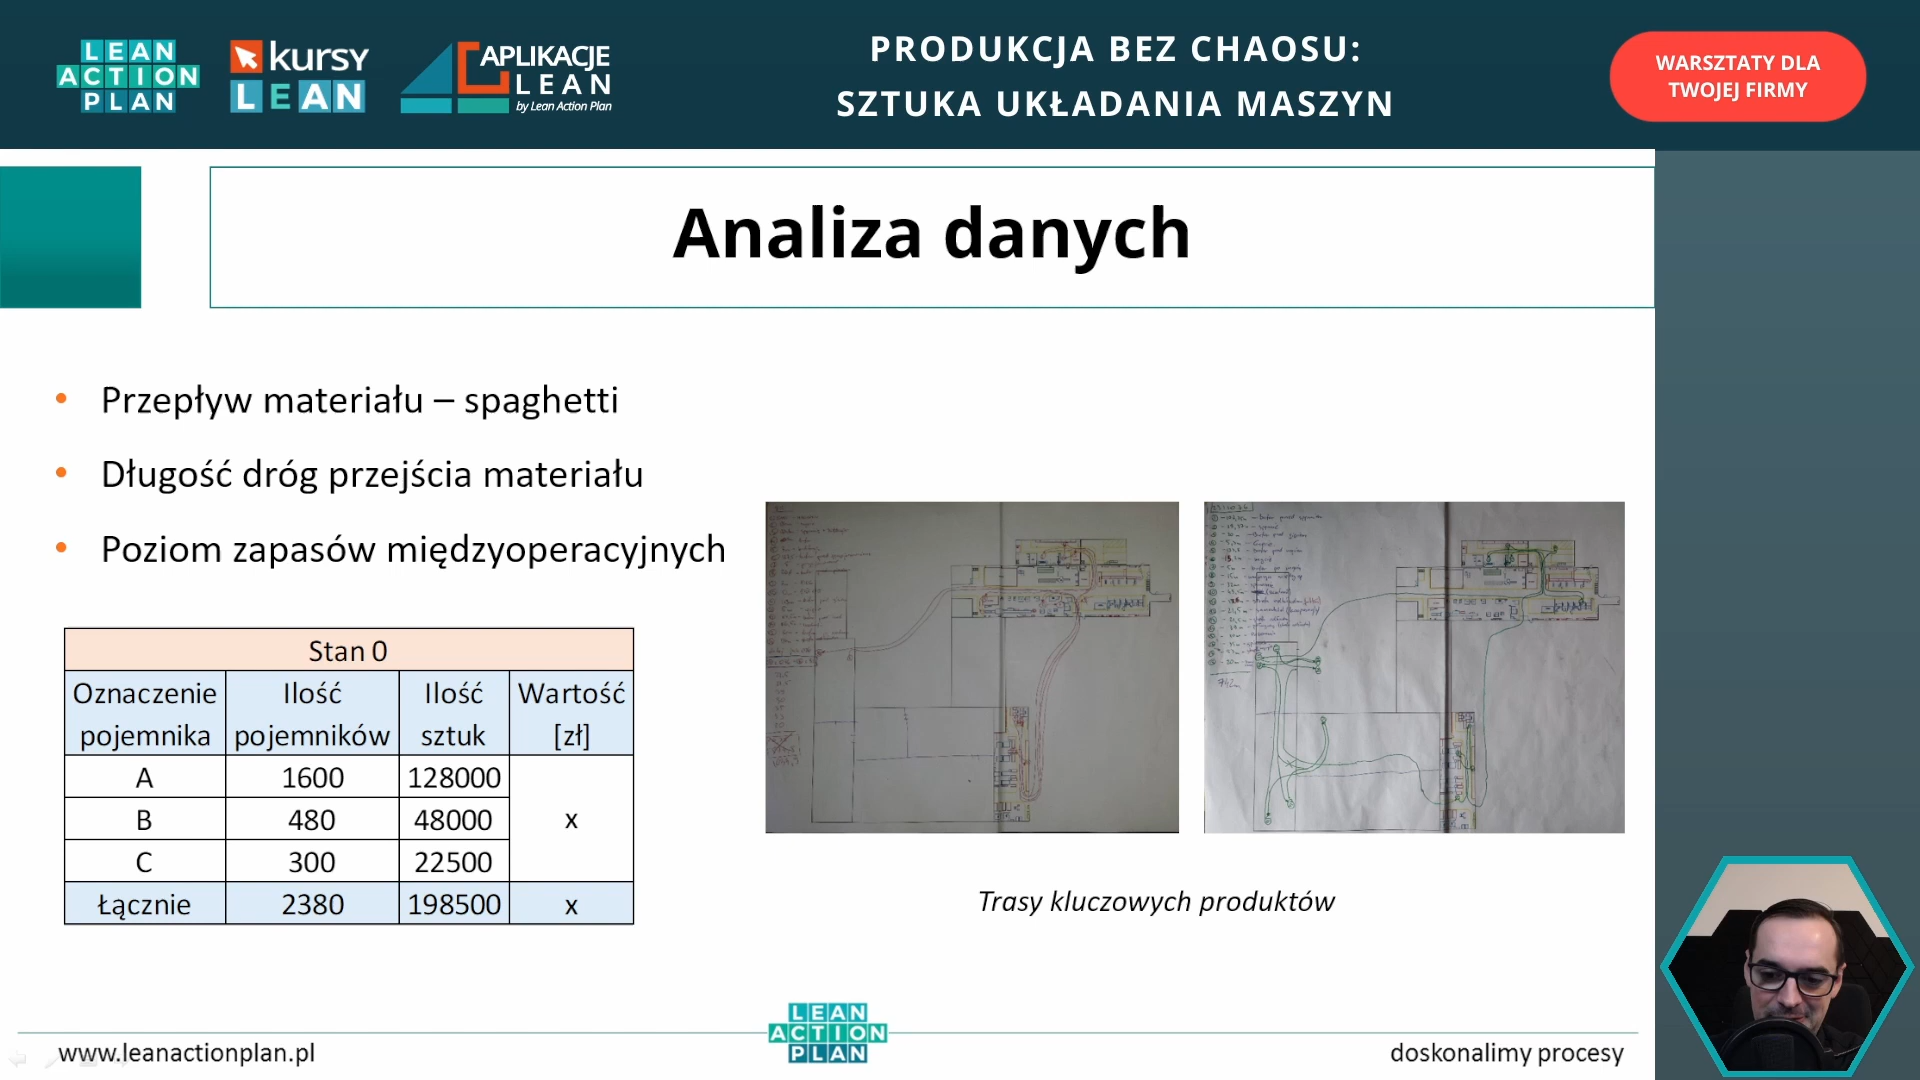 LEAN
ACTION
PLAN
kursy
LEAN
APLIKACJE
LEAN
by Lean Action Plan
PRODUKCJA BEZ CHAOSU:
SZTUKA UKŁADANIA MASZYN
WARSZTATY DLA
TWOJEJ FIRMY
Analiza danych
• Przepływ materiału – spaghetti
• Długość dróg przejścia materiału
• Poziom zapasów międzyoperacyjnych
Stan 0
Oznaczenie pojemnika Ilość pojemników Ilość sztuk Wartość [zł]
A 1600 128000 x
B 480 48000
C 300 22500
Łącznie 2380 198500 x
Trasy kluczowych produktów
LEAN
ACTION
PLAN
www.leanactionplan.pl
doskonalimy procesy